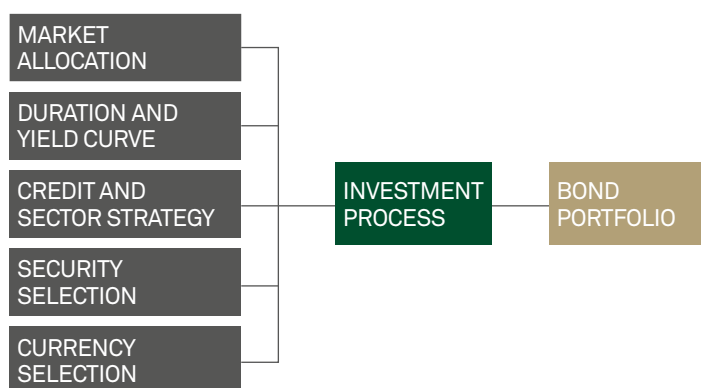 MARKET
ALLOCATION
DURATION AND
YIELD CURVE
CREDIT AND
SECTOR STRATEGY
SECURITY
SELECTION
CURRENCY
SELECTION
INVESTMENT
PROCESS
BOND
PORTFOLIO